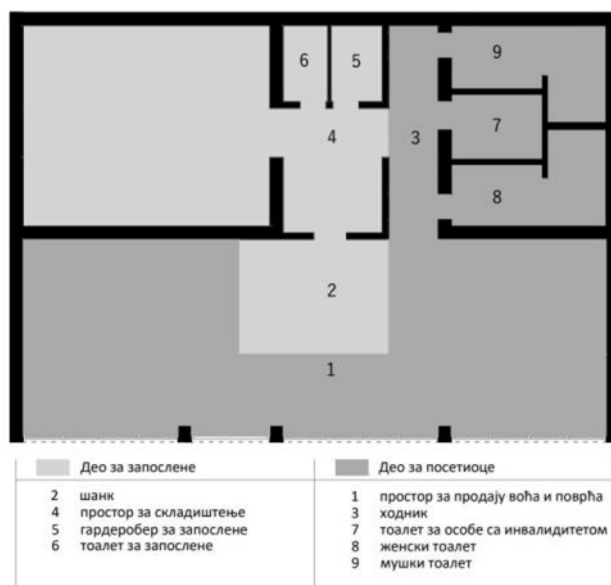 6
5
9
4
3
7
8
2
1
Део за запослене
2 шанк
4 простор за складиштење
5 гардеробер за запослене
6 тоалет за запослене
Део за посетиоце
1 простор за продају воћа и поврћа
3 ходник
7 тоалет за особе са инвалидитетом
8 женски тоалет
9 мушки тоалет